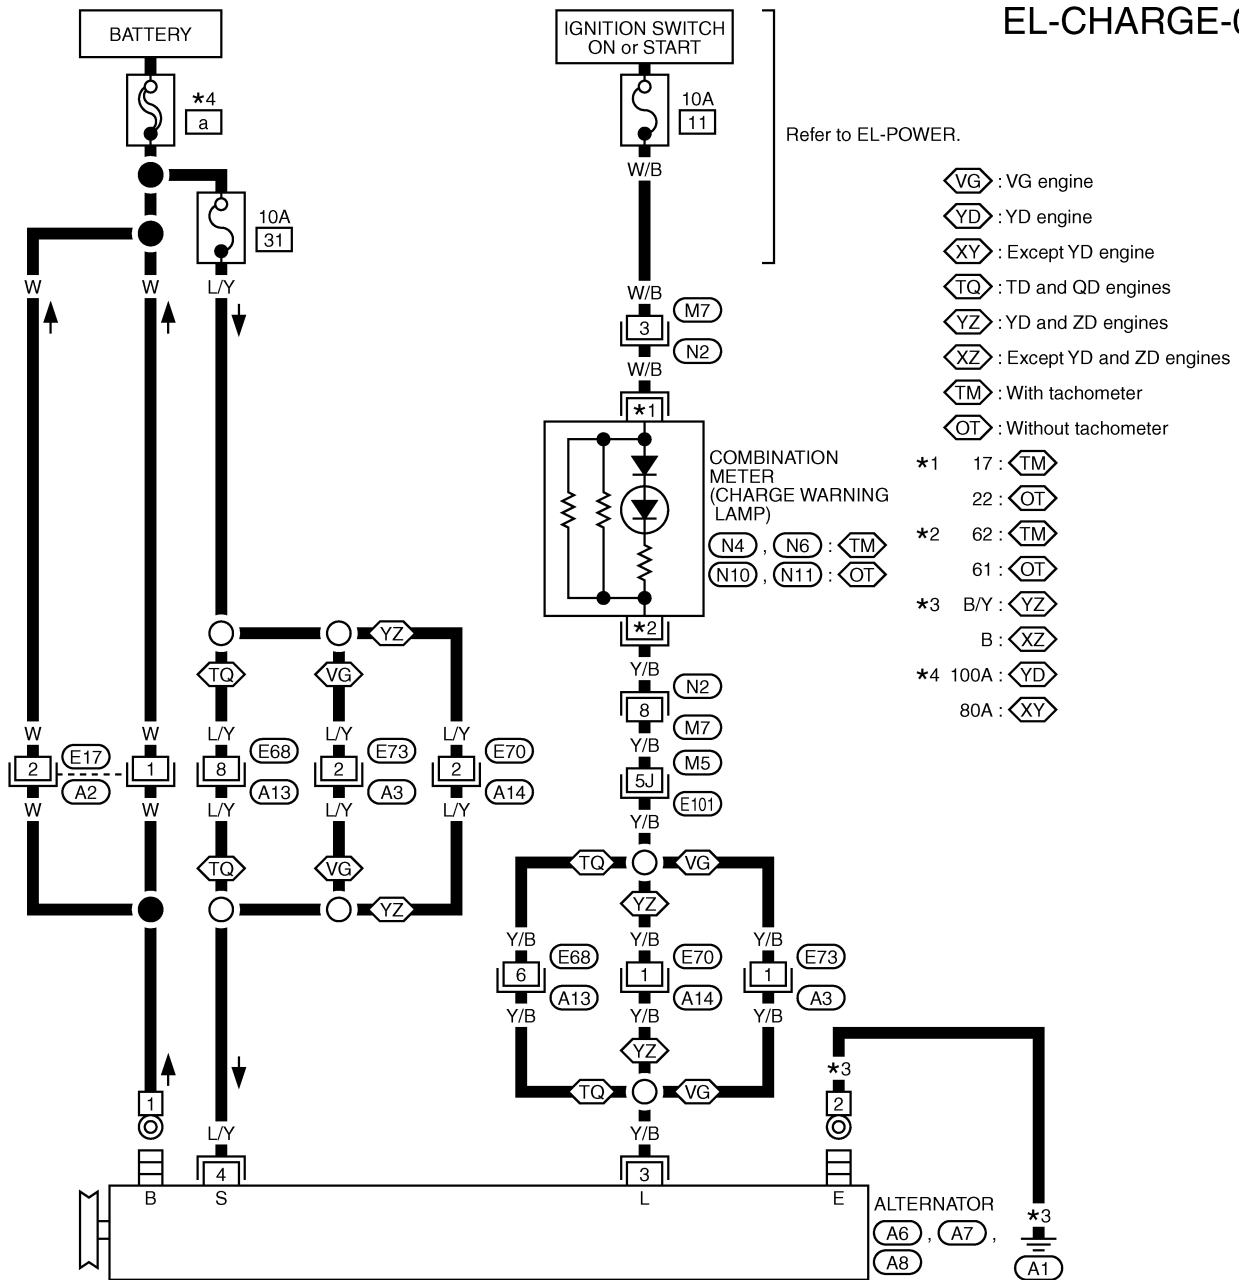 EL-CHARGE-0
BATTERY
IGNITION SWITCH
ON or START
*4
a
10A
11
Refer to EL-POWER.
W/B
10A
31
VG : VG engine
YD : YD engine
XY : Except YD engine
TQ : TD and QD engines
YZ : YD and ZD engines
XZ : Except YD and ZD engines
TM : With tachometer
OT : Without tachometer
W W L/Y
W/B
3 M7
N2
W/B
*1
COMBINATION
METER
(CHARGE WARNING
LAMP)
N4 , N6 : TM
N10 , N11 : OT
*1 17 : TM
22 : OT
*2 62 : TM
61 : OT
*3 B/Y : YZ
B : XZ
*4 100A : YD
80A : XY
*2
Y/B
N2
8
M7
Y/B
M5
5J
E101
Y/B
YZ
TQ VG
W W L/Y L/Y L/Y
2 E17 1 8 E68 2 E73 2 E70
A2 A13 A3 A14
W W L/Y L/Y L/Y
TQ VG
YZ
TQ VG
YZ
Y/B Y/B Y/B
6 E68 1 E70 1 E73
A13 A14 A3
Y/B Y/B Y/B
YZ
TQ VG
*3
1 2
L/Y Y/B
4 3
B S L E
ALTERNATOR
A6 , A7 ,
A8
*3
A1